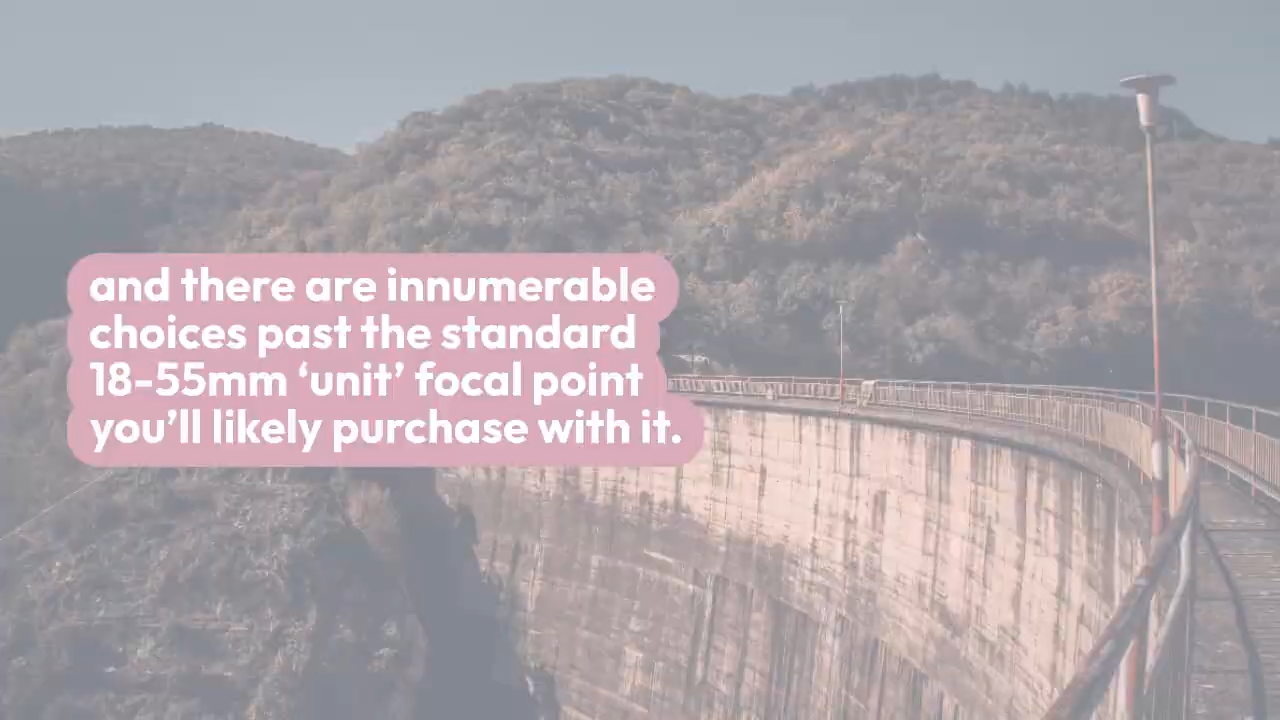 and there are innumerable
choices past the standard
18-55mm ‘unit’ focal point
you’ll likely purchase with it.